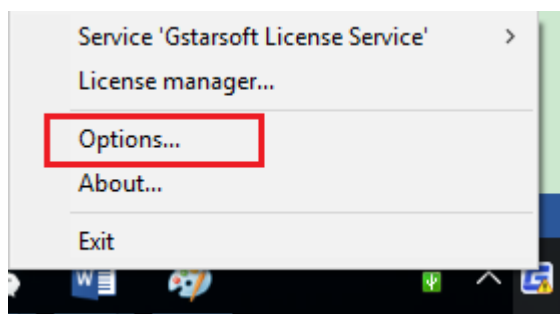 Service 'Gstarsoft License Service'
License manager...
Options...
About...
Exit